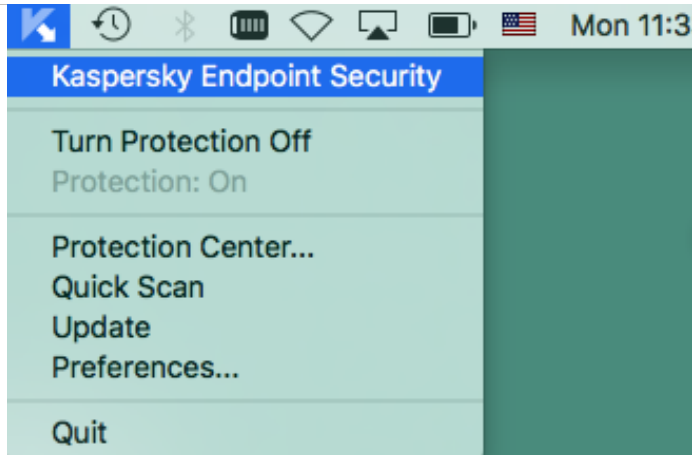 Mon 11:3
Kaspersky Endpoint Security
Turn Protection Off
Protection: On
Protection Center...
Quick Scan
Update
Preferences...
Quit